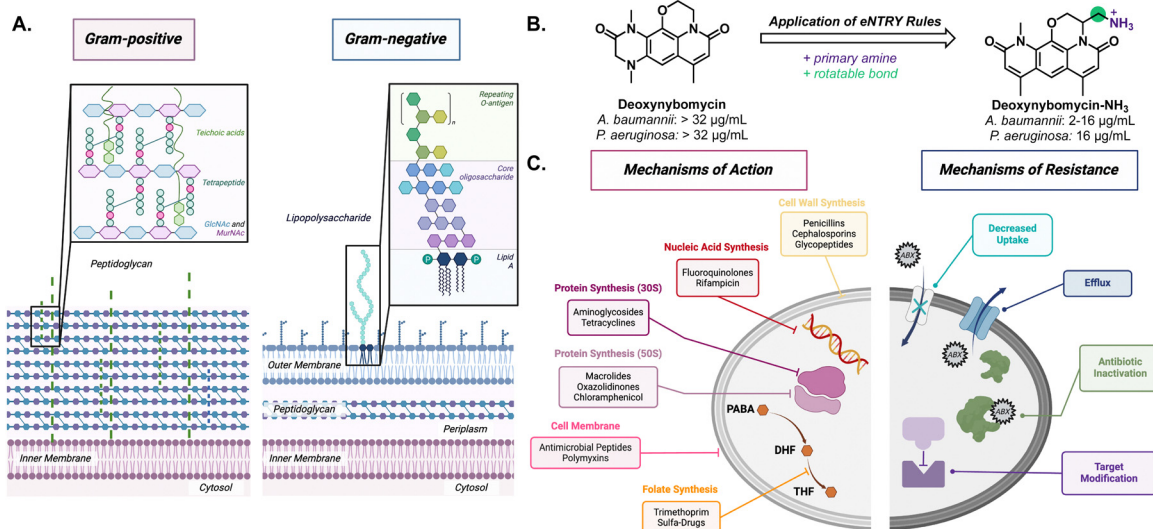 A.
Gram-positive
Gram-negative
Teichoic acids
Tetrapeptide
GlcNAc and
MurNAc
Peptidoglycan
Inner Membrane
Cytosol
Repeating
O-antigen
n
Core
oligosaccharide
Lipid
A
P
P
Lipopolysaccharide
Outer Membrane
Peptidoglycan
Periplasm
Inner Membrane
Cytosol
B.
O
O
N
N
N
O
Deoxynybomycin
A. baumannii: > 32 µg/mL
P. aeruginosa: > 32 µg/mL
Application of eNTRY Rules
+ primary amine
+ rotatable bond
+
NH3
O
O
N
N
O
Deoxynybomycin-NH3
A. baumannii: 2-16 µg/mL
P. aeruginosa: 16 µg/mL
C.
Mechanisms of Action
Cell Wall Synthesis
Penicillins
Cephalosporins
Glycopeptides
Nucleic Acid Synthesis
Fluoroquinolones
Rifampicin
Protein Synthesis (30S)
Aminoglycosides
Tetracyclines
Protein Synthesis (50S)
Macrolides
Oxazolidinones
Chloramphenicol
Cell Membrane
Antimicrobial Peptides
Polymyxins
Folate Synthesis
Trimethoprim
Sulfa-Drugs
PABA
DHF
THF
Mechanisms of Resistance
Decreased
Uptake
ABX
Efflux
ABX
Antibiotic
Inactivation
ABX
Target
Modification